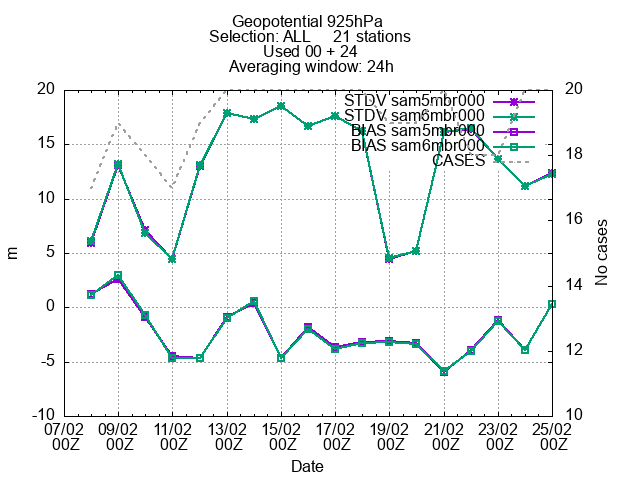 Geopotential 925hPa
Selection: ALL     21 stations
Used 00 + 24
Averaging window: 24h
STDV sam5mbr000
STDV sam6mbr000
BIAS sam5mbr000
BIAS sam6mbr000
CASES
20
15
10
5
0
-5
-10
m
20
18
16
14
12
10
No cases
07/02 09/02 11/02 13/02 15/02 17/02 19/02 21/02 23/02 25/02
00Z 00Z 00Z 00Z 00Z 00Z 00Z 00Z 00Z 00Z
Date